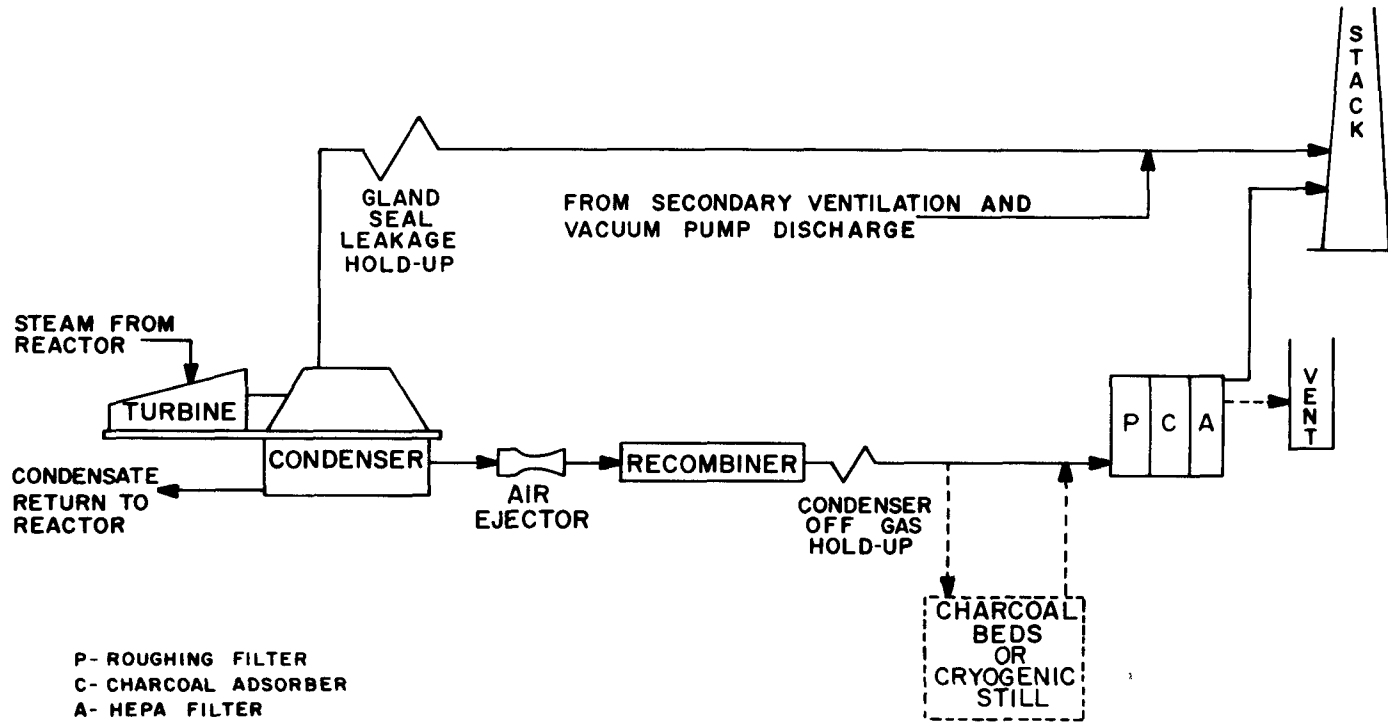 STACK
GLAND
SEAL
LEAKAGE
HOLD-UP
FROM SECONDARY VENTILATION AND
VACUUM PUMP DISCHARGE
STEAM FROM
REACTOR
TURBINE
CONDENSER
CONDENSATE
RETURN TO
REACTOR
AIR
EJECTOR
RECOMBINER
CONDENSER
OFF GAS
HOLD-UP
P C A
VENT
CHARCOAL
BEDS
OR
CRYOGENIC
STILL
P- ROUGHING FILTER
C- CHARCOAL ADSORBER
A- HEPA FILTER